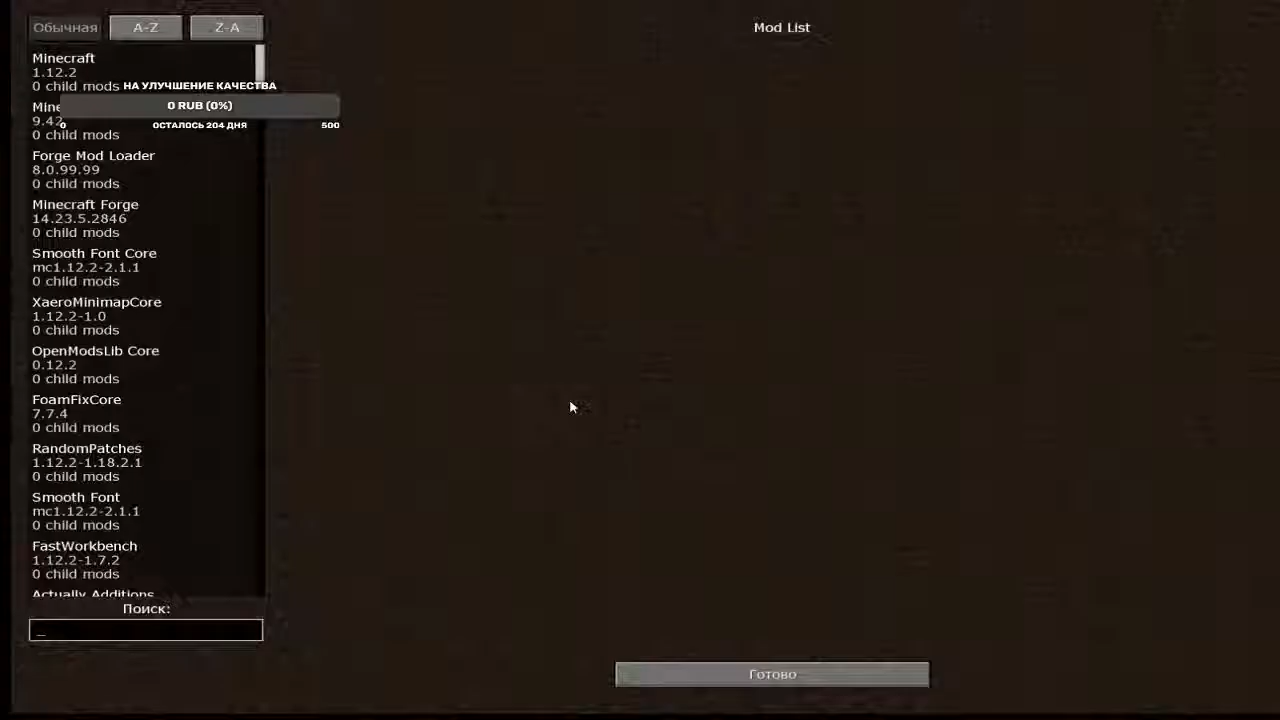 Обычная A-Z Z-A
Mod List
Minecraft
1.12.2
0 child mods
НА УЛУЧШЕНИЕ КАЧЕСТВА
0 RUB (0%)
0 ОСТАЛОСЬ 204 ДНЯ 500
Mine
9.42
0 child mods
Forge Mod Loader
8.0.99.99
0 child mods
Minecraft Forge
14.23.5.2846
0 child mods
Smooth Font Core
mc1.12.2-2.1.1
0 child mods
XaeroMinimapCore
1.12.2-1.0
0 child mods
OpenModsLib Core
0.12.2
0 child mods
FoamFixCore
7.7.4
0 child mods
RandomPatches
1.12.2-1.18.2.1
0 child mods
Smooth Font
mc1.12.2-2.1.1
0 child mods
FastWorkbench
1.12.2-1.7.2
0 child mods
Actually Additions
Поиск:
_
Готово